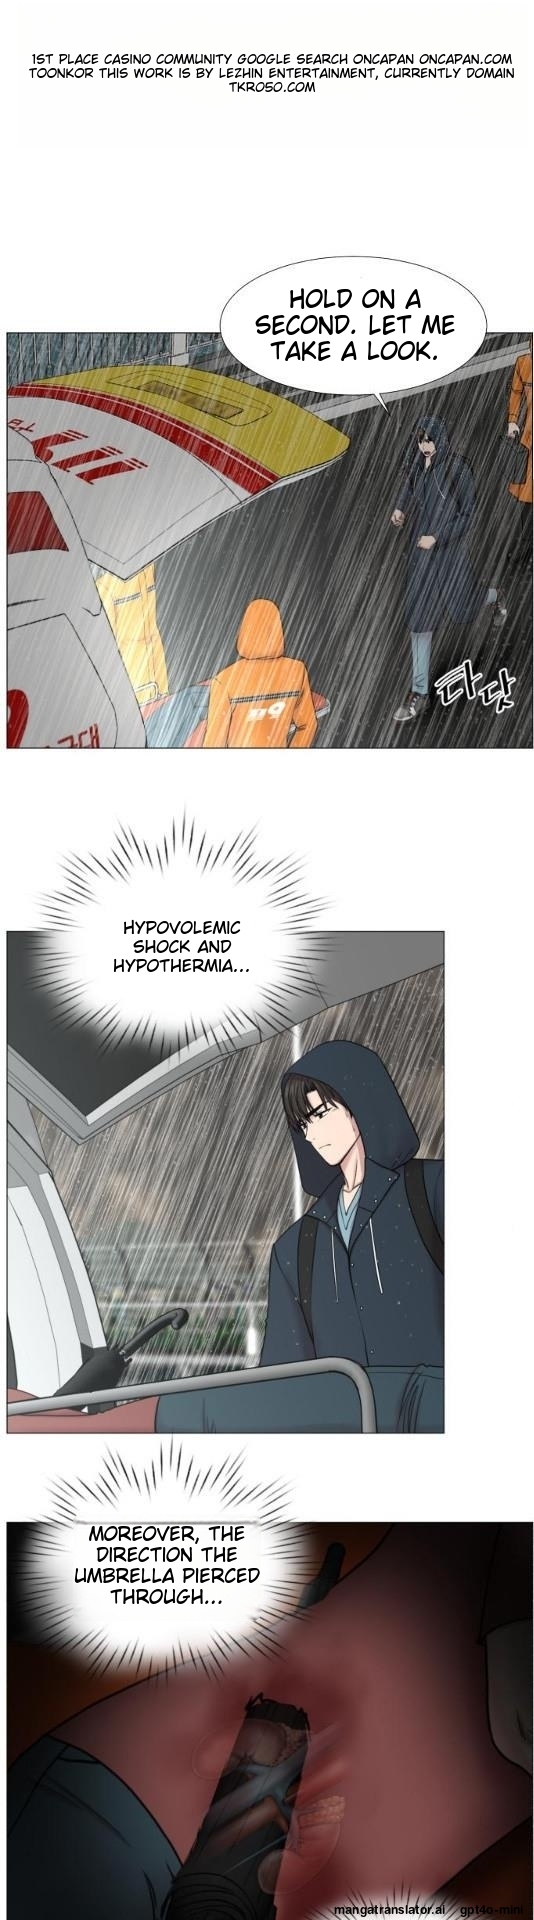 1ST PLACE CASINO COMMUNITY GOOGLE SEARCH ONCAPAN ONCAPAN.COM
TOONKOR THIS WORK IS BY LEZHIN ENTERTAINMENT, CURRENTLY DOMAIN
TKR050.COM
HOLD ON A
SECOND. LET ME
TAKE A LOOK.
119
타닷
HYPOVOLEMIC
SHOCK AND
HYPOTHERMIA...
MOREOVER, THE
DIRECTION THE
UMBRELLA PIERCED
THROUGH...
mangatranslator.ai gpt4o-mini